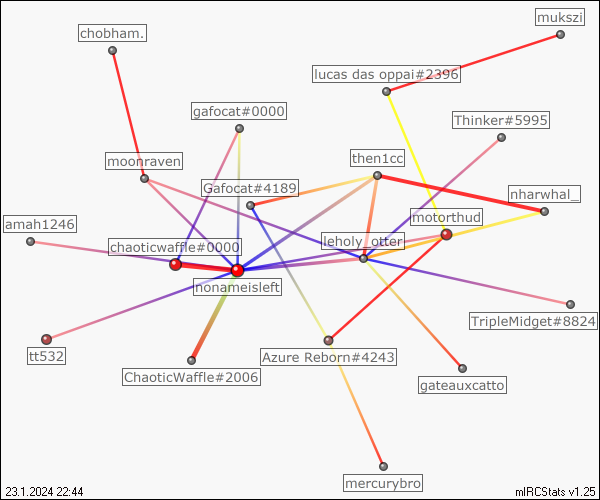 mukszi
chobham.
lucas das oppai#2396
gafocat#0000
Thinker#5995
then1cc
moonraven
Gafocat#4189
nharwhal_
motorthud
amah1246
chaoticwaffle#0000
leholy_otter
nonameisleft
TripleMidget#8824
tt532
Azure Reborn#4243
ChaoticWaffle#2006
gateauxcatto
mercurybro
23.1.2024 22:44
mIRCStats v1.25